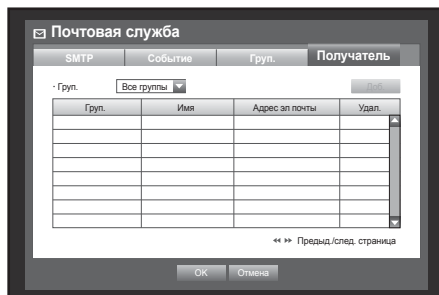 Почтовая служба
SMTP Событие Груп. Получатель
· Груп. Все группы Доб.
Груп. Имя Адрес эл почты Удал.
Предыд./след. страница
OK Отмена